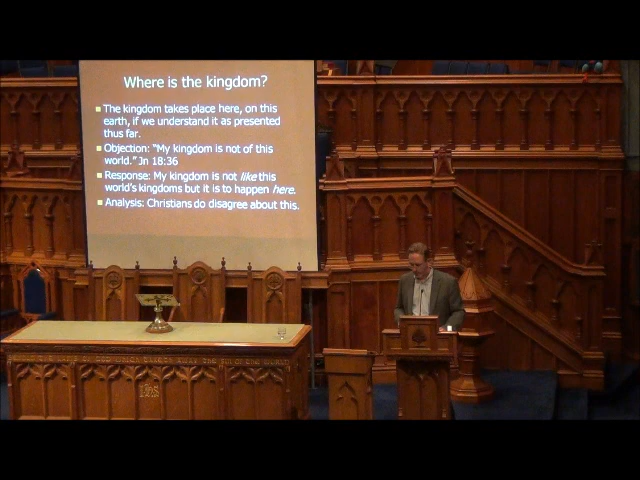 Where is the kingdom?
The kingdom takes place here, on this
earth, if we understand it as presented
thus far.
Objection: "My kingdom is not of this
world." Jn 18:36
Response: My kingdom is not like this
world's kingdoms but it is to happen here.
Analysis: Christians do disagree about this.
IHS